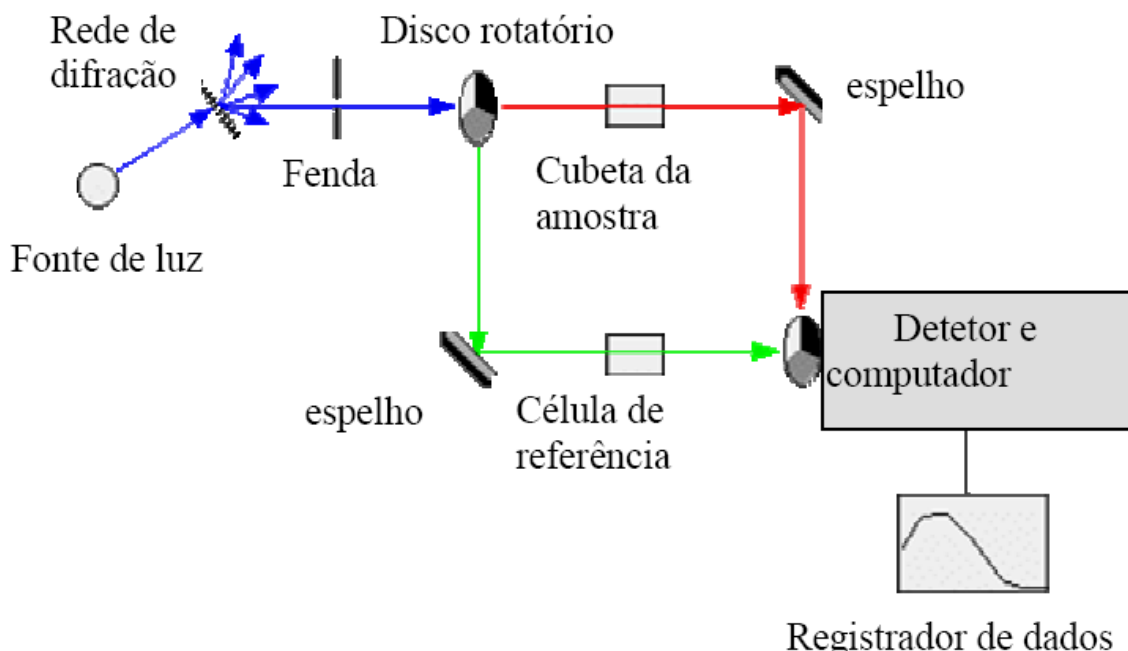 Rede de
difração
Disco rotatório
espelho
Fenda
Cubeta da
amostra
Fonte de luz
Detetor e
computador
espelho
Célula de
referência
Registrador de dados